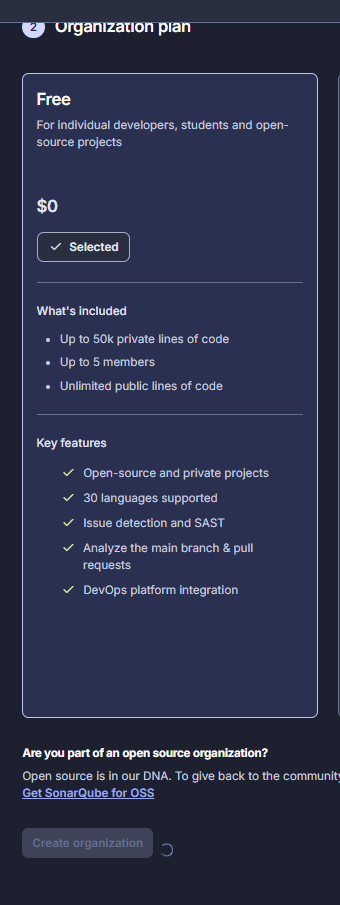 2 Organization plan
Free
For individual developers, students and open-
source projects
$0
Selected
What's included
• Up to 50k private lines of code
• Up to 5 members
• Unlimited public lines of code
Key features
Open-source and private projects
30 languages supported
Issue detection and SAST
Analyze the main branch & pull
requests
DevOps platform integration
Are you part of an open source organization?
Open source is in our DNA. To give back to the community
Get SonarQube for OSS
Create organization